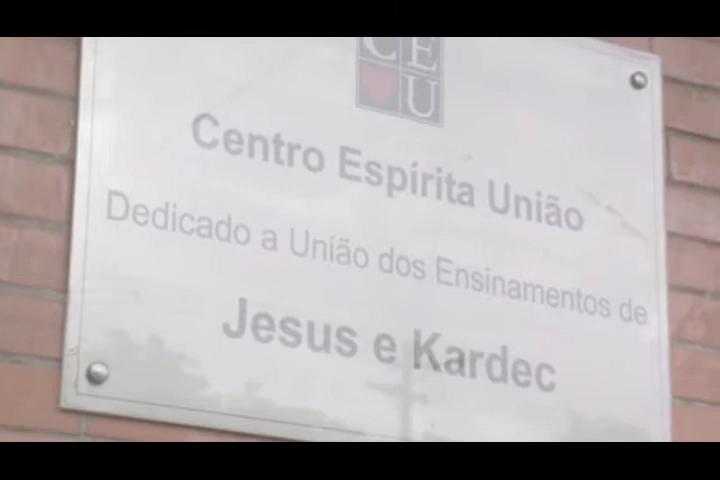 CE
U
Centro Espírita União
Dedicado a União dos Ensinamentos de
Jesus e Kardec